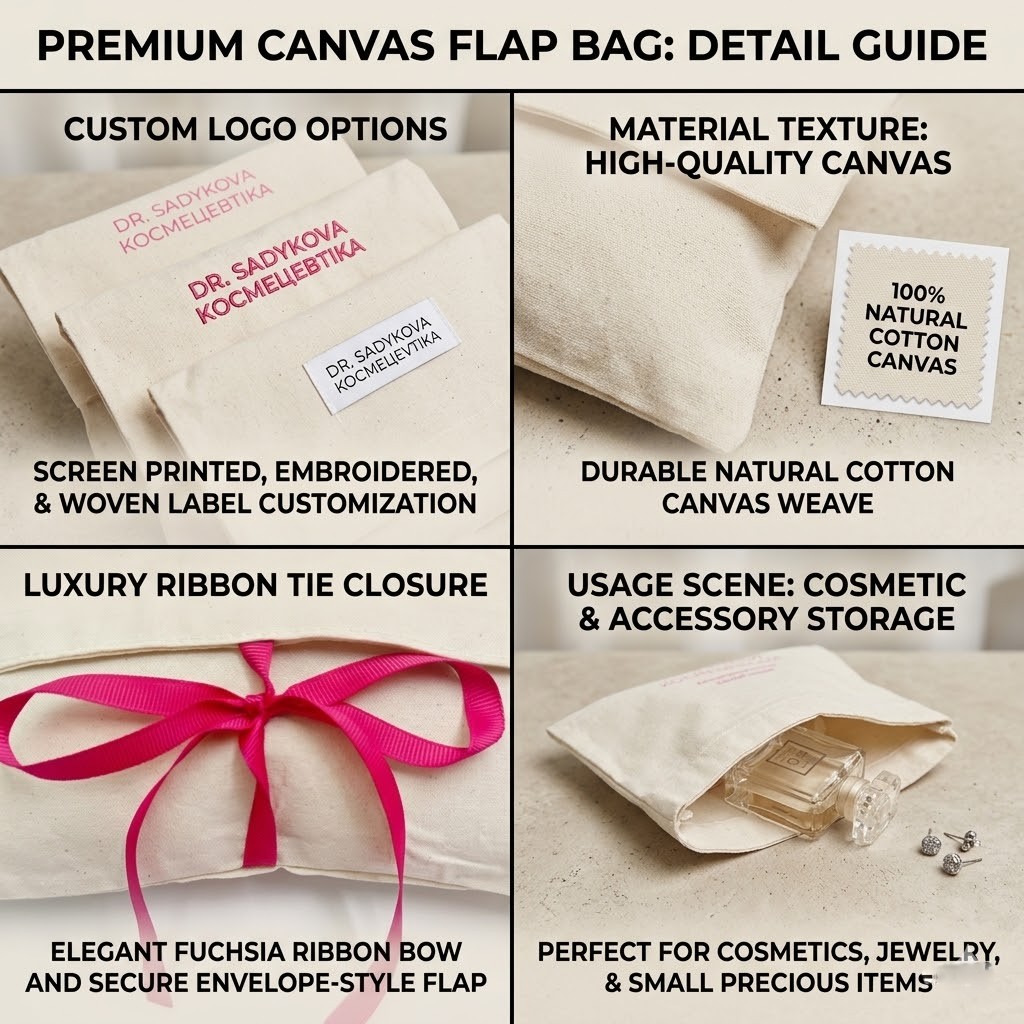 PREMIUM CANVAS FLAP BAG: DETAIL GUIDE
CUSTOM LOGO OPTIONS
DR. SADYKOVA
КОСМЕЦЕВТИКА
DR. SADYKOVA
КОСМЕЦЕВТІКА
DR. SADYKOVA
КОСМЕЦЕVТIКА
SCREEN PRINTED, EMBROIDERED,
& WOVEN LABEL CUSTOMIZATION
MATERIAL TEXTURE:
HIGH-QUALITY CANVAS
100%
NATURAL
COTTON
CANVAS
DURABLE NATURAL COTTON
CANVAS WEAVE
LUXURY RIBBON TIE CLOSURE
ELEGANT FUCHSIA RIBBON BOW
AND SECURE ENVELOPE-STYLE FLAP
USAGE SCENE: COSMETIC
& ACCESSORY STORAGE
PERFECT FOR COSMETICS, JEWELRY,
& SMALL PRECIOUS ITEMS